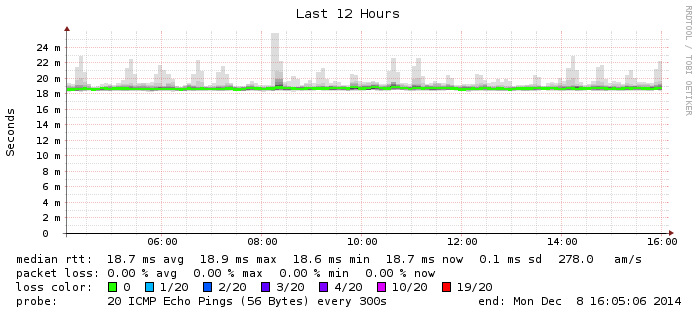 Last 12 Hours
RRDTOOL / TOBI OETIKER
Seconds
24 m
22 m
20 m
18 m
16 m
14 m
12 m
10 m
8 m
6 m
4 m
2 m
0
06:00 08:00 10:00 12:00 14:00 16:00
median rtt: 18.7 ms avg 18.9 ms max 18.6 ms min 18.7 ms now 0.1 ms sd 278.0 am/s
packet loss: 0.00 % avg 0.00 % max 0.00 % min 0.00 % now
loss color: 0 1/20 2/20 3/20 4/20 10/20 19/20
probe: 20 ICMP Echo Pings (56 Bytes) every 300s end: Mon Dec 8 16:05:06 2014